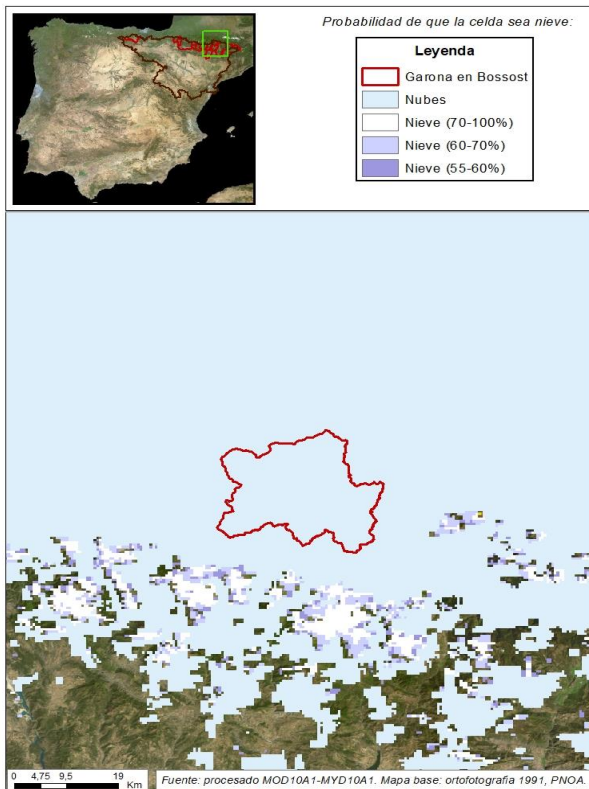 Probabilidad de que la celda sea nieve:
Leyenda
Garona en Bossost
Nubes
Nieve (70-100%)
Nieve (60-70%)
Nieve (55-60%)
0 4,75 9,5 19
Km
Fuente: procesado MOD10A1-MYD10A1. Mapa base: ortofotografia 1991, PNOA.